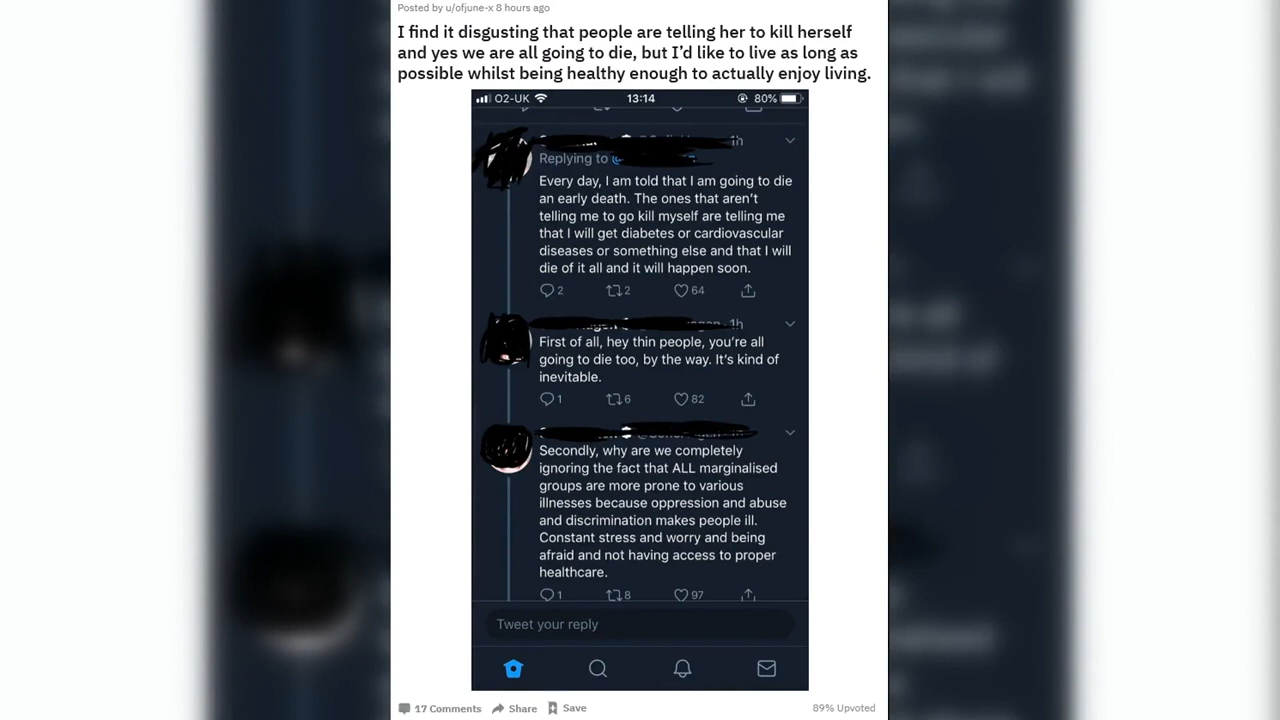 Posted by u/ofjune-x 8 hours ago
I find it disgusting that people are telling her to kill herself
and yes we are all going to die, but I’d like to live as long as
possible whilst being healthy enough to actually enjoy living.
O2-UK 13:14 80%
1h
Replying to
Every day, I am told that I am going to die
an early death. The ones that aren’t
telling me to go kill myself are telling me
that I will get diabetes or cardiovascular
diseases or something else and that I will
die of it all and it will happen soon.
2 2 64
1h
First of all, hey thin people, you’re all
going to die too, by the way. It’s kind of
inevitable.
1 6 82
Secondly, why are we completely
ignoring the fact that ALL marginalised
groups are more prone to various
illnesses because oppression and abuse
and discrimination makes people ill.
Constant stress and worry and being
afraid and not having access to proper
healthcare.
1 8 97
Tweet your reply
17 Comments Share Save 89% Upvoted